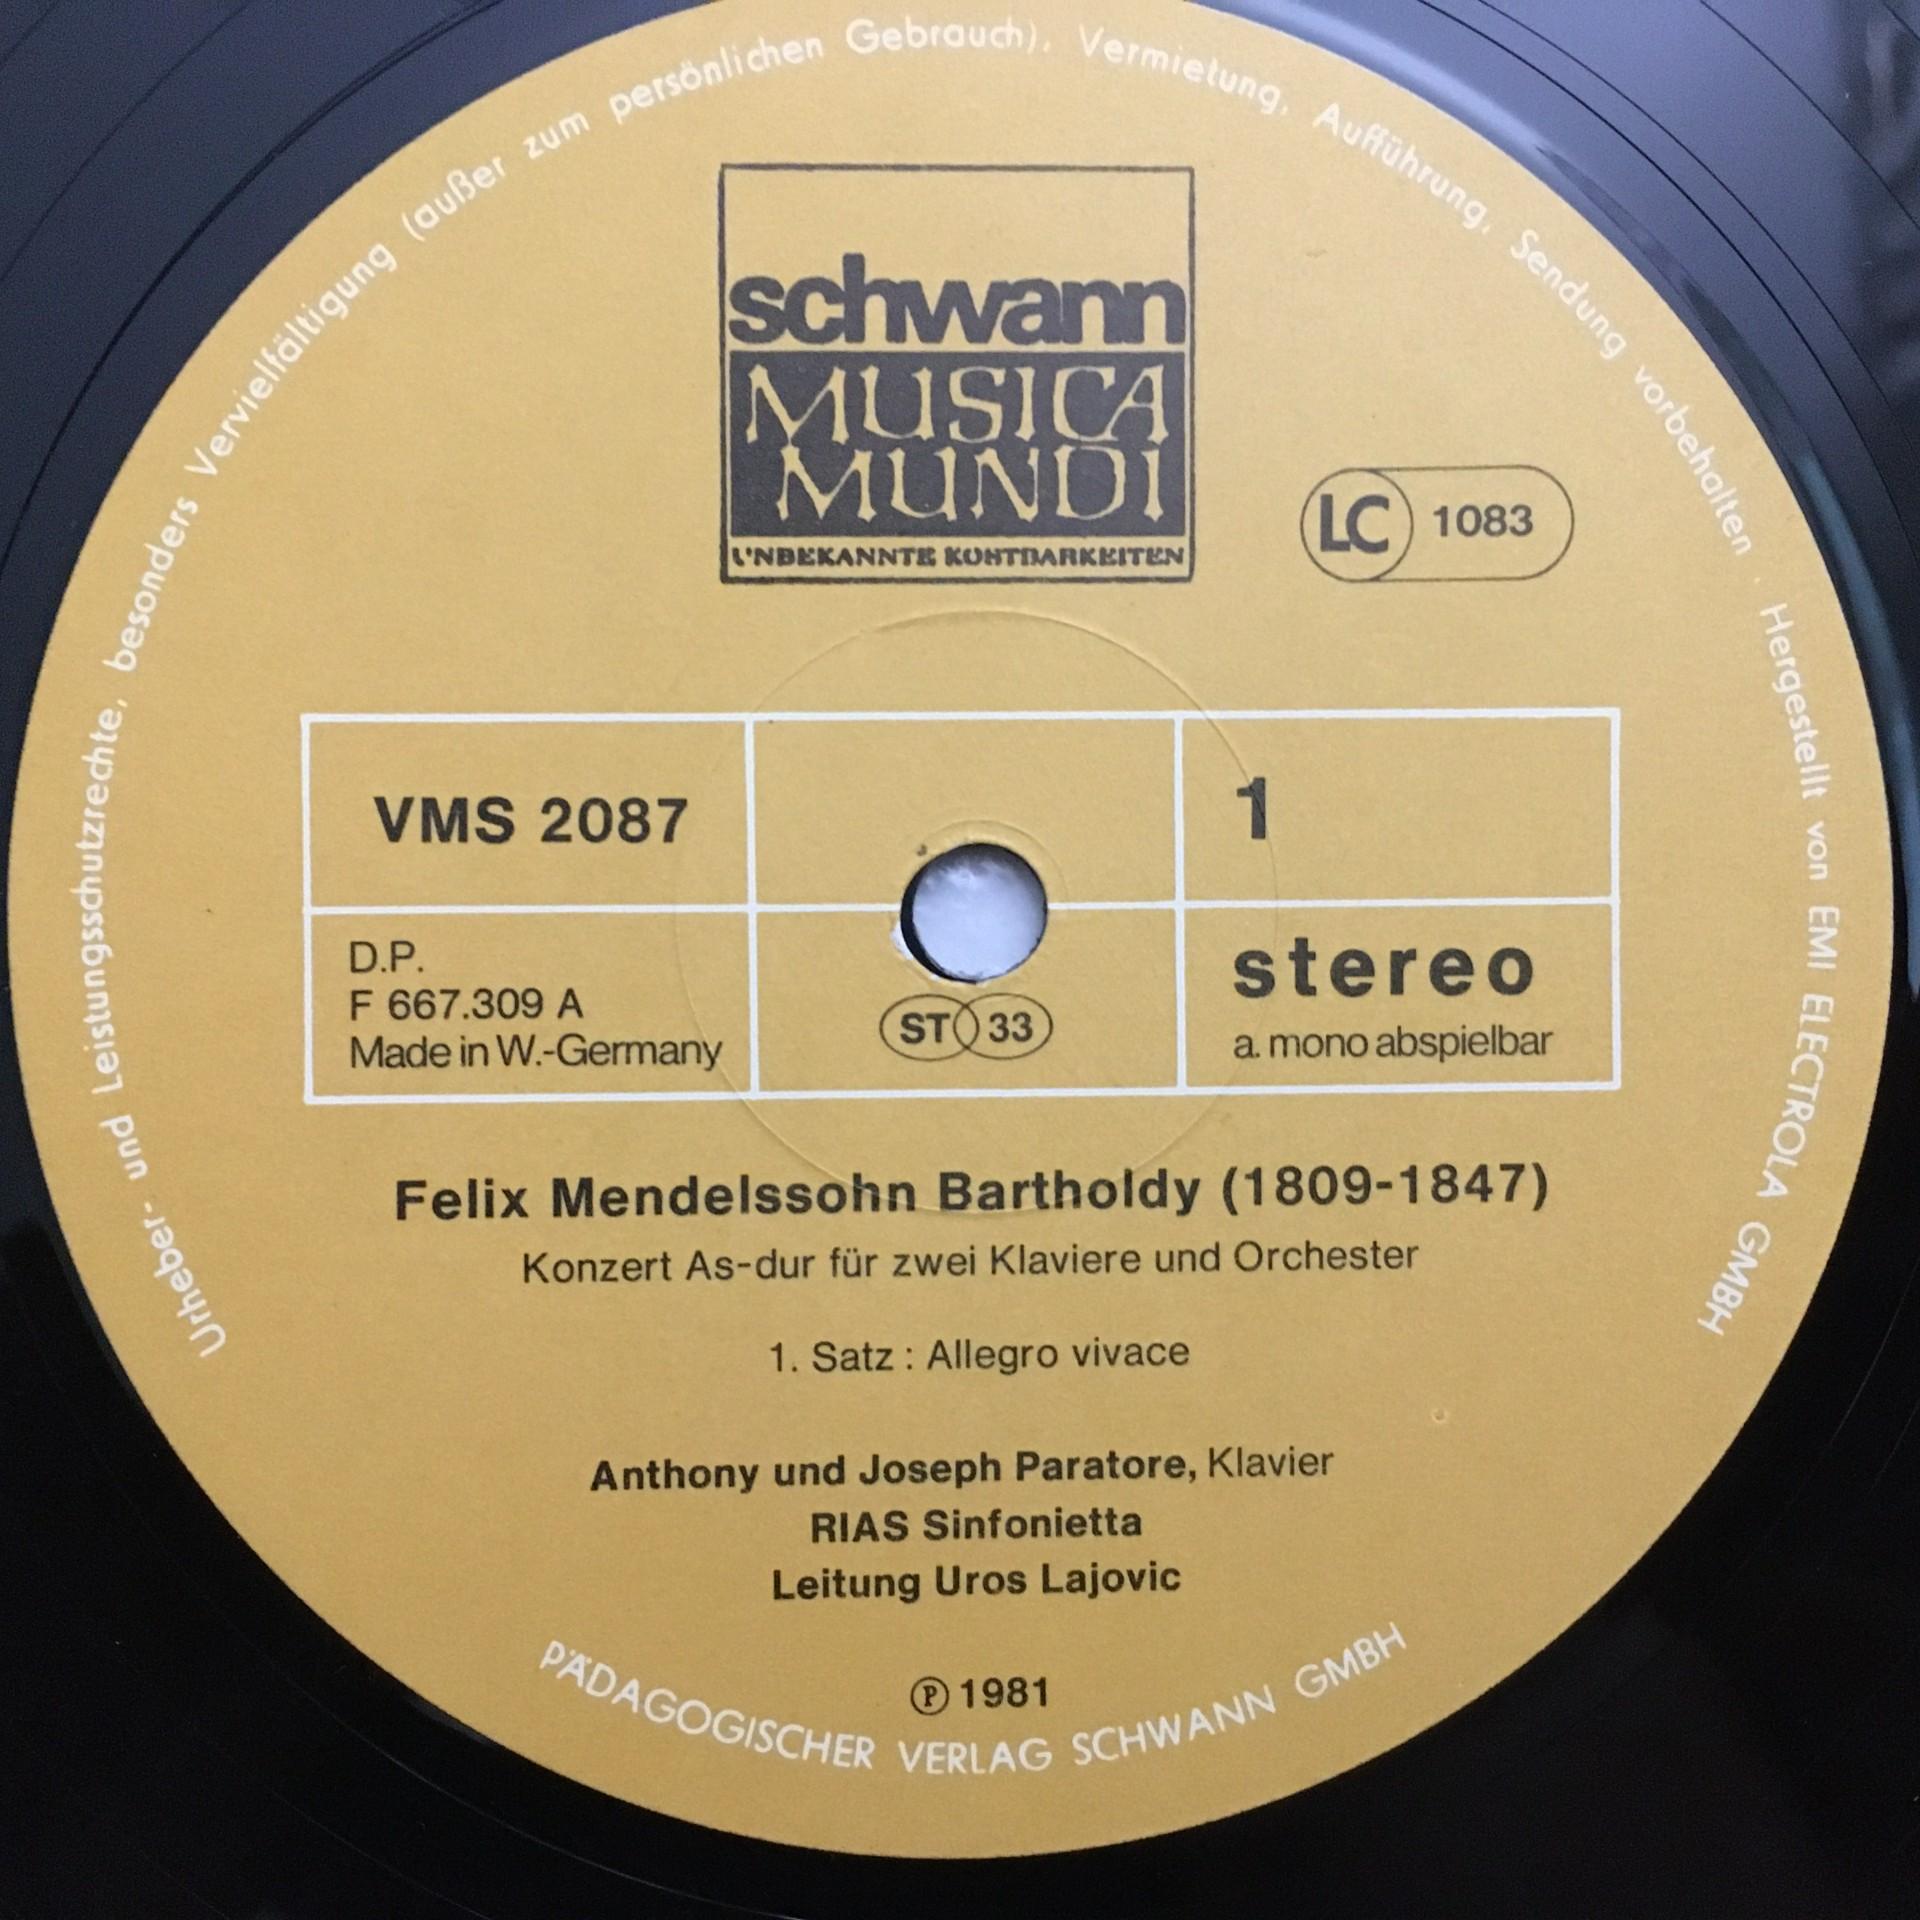 Urheber- und Leistungsschutzrechte, besonders Vervielfältigung (außer zum persönlichen Gebrauch), Vermietung, Aufführung, Sendung vorbehalten · Hergestellt von EMI ELECTROLA GMBH
schwann
MUSICA
MUNDI
UNBEKANNTE KOSTBARKEITEN
LC 1083
VMS 2087
1
D.P.
F 667.309 A
Made in W.-Germany
ST 33
stereo
a. mono abspielbar
Felix Mendelssohn Bartholdy (1809-1847)
Konzert As-dur für zwei Klaviere und Orchester
1. Satz : Allegro vivace
Anthony und Joseph Paratore, Klavier
RIAS Sinfonietta
Leitung Uros Lajovic
℗ 1981
PÄDAGOGISCHER VERLAG SCHWANN GMBH